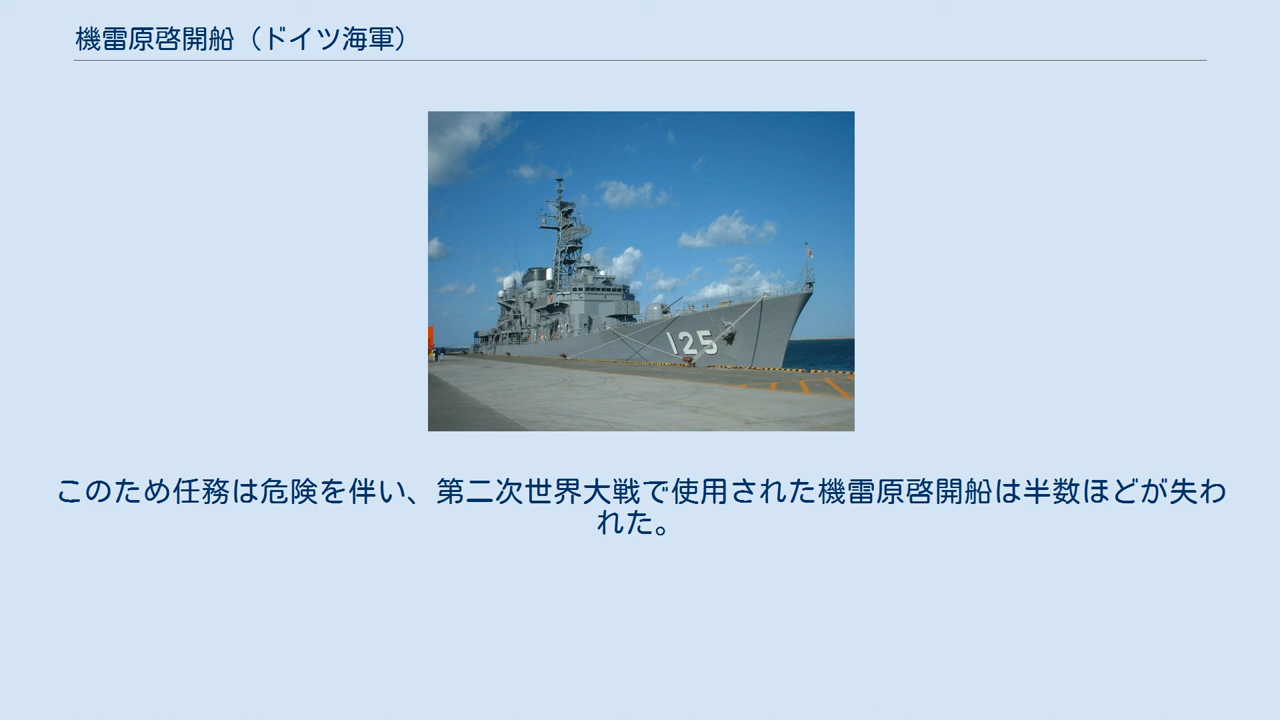 機雷原啓開船（ドイツ海軍）
125
このため任務は危険を伴い、第二次世界大戦で使用された機雷原啓開船は半数ほどが失わ
れた。